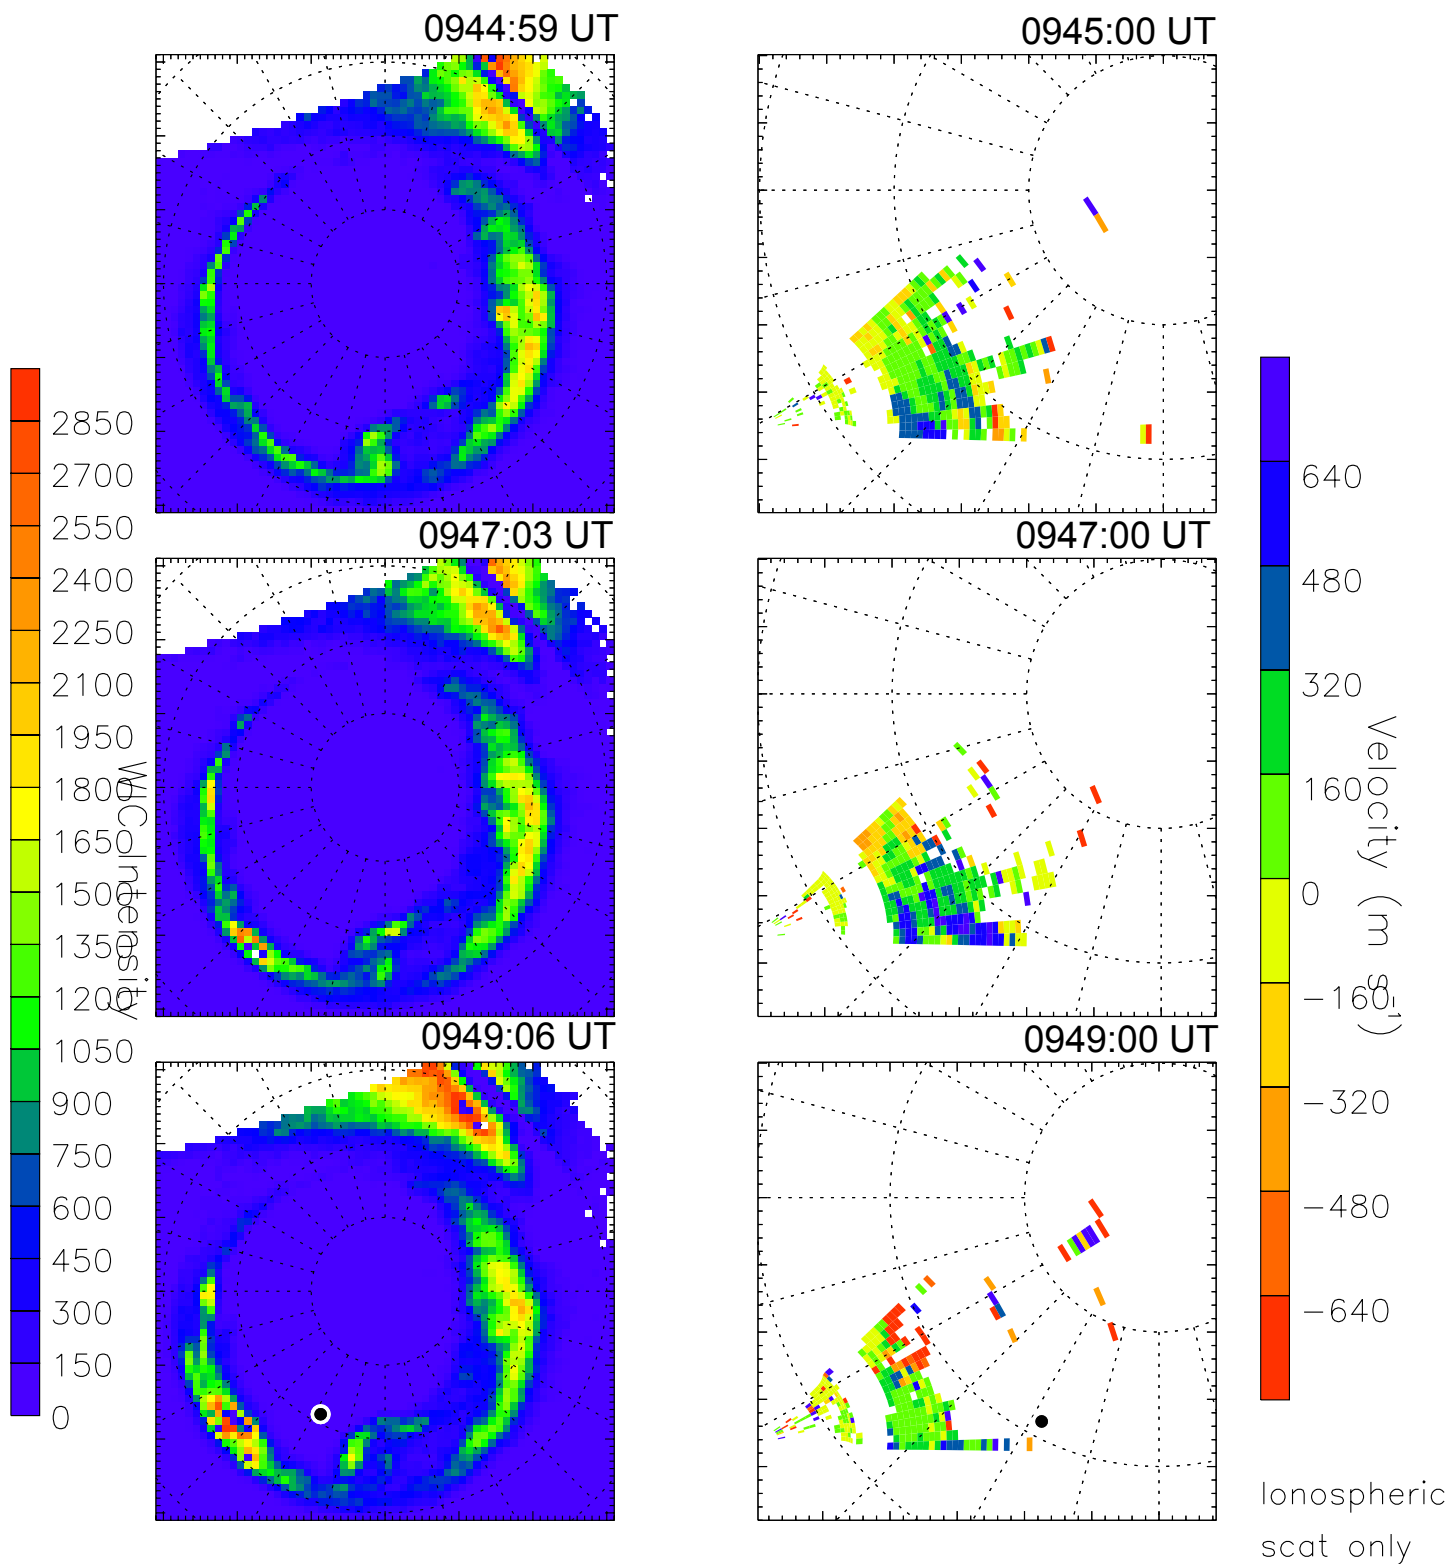 0944:59 UT
0945:00 UT
0947:03 UT
0947:00 UT
0949:06 UT
0949:00 UT
2850
2700
2550
2400
2250
2100
1950
1800
1650
1500
1350
1200
1050
900
750
600
450
300
150
0
WIC Intensity
640
480
320
160
0
−160
−320
−480
−640
Velocity (m s⁻¹)
Ionospheric
scat only